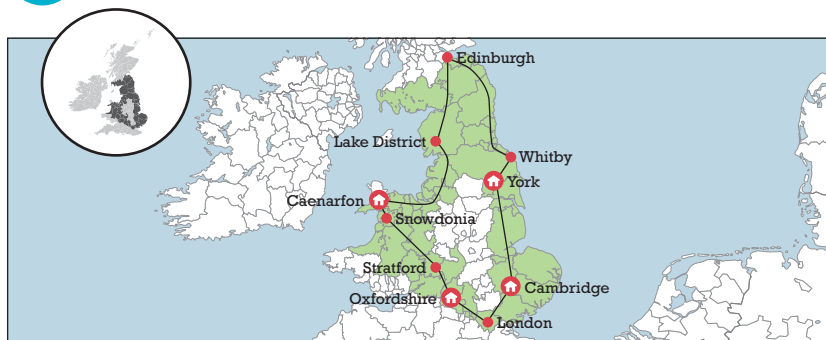 Edinburgh
Lake District
Whitby
York
Caenarfon
Snowdonia
Stratford
Oxfordshire
Cambridge
London